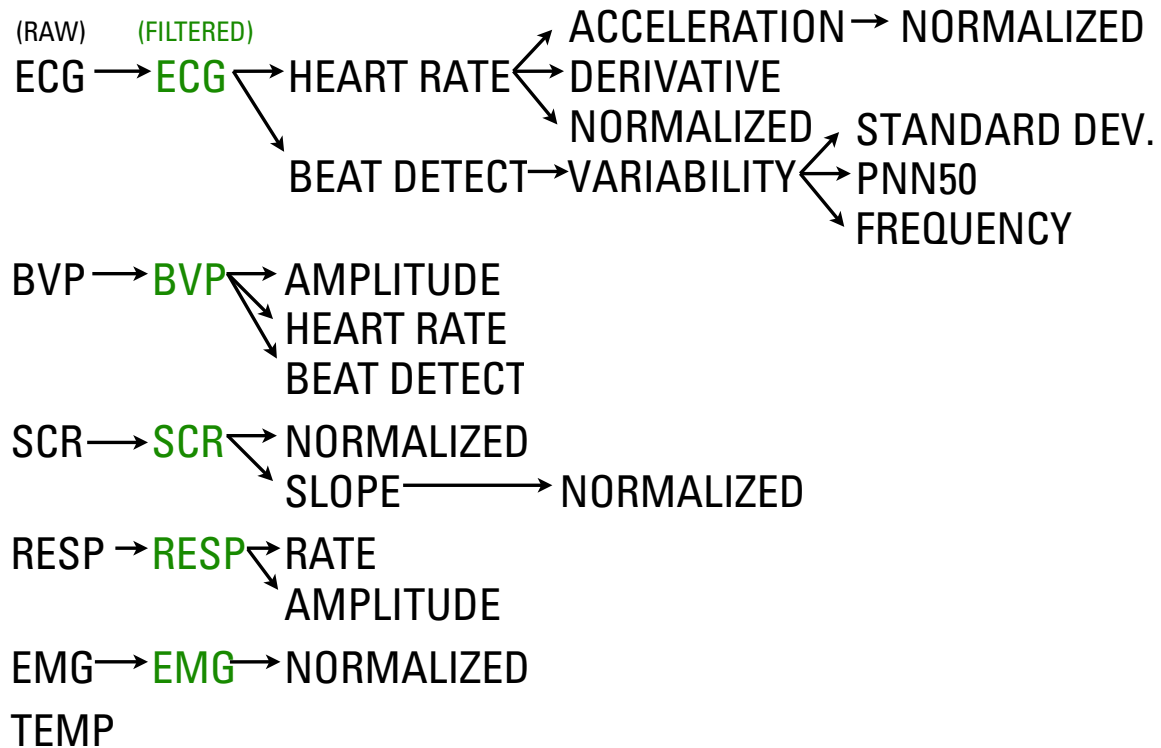 (RAW) (FILTERED) ACCELERATION NORMALIZED
ECG ECG HEART RATE DERIVATIVE
NORMALIZED STANDARD DEV.
BEAT DETECT VARIABILITY PNN50
FREQUENCY
BVP BVP AMPLITUDE
HEART RATE
BEAT DETECT
SCR SCR NORMALIZED
SLOPE NORMALIZED
RESP RESP RATE
AMPLITUDE
EMG EMG NORMALIZED
TEMP